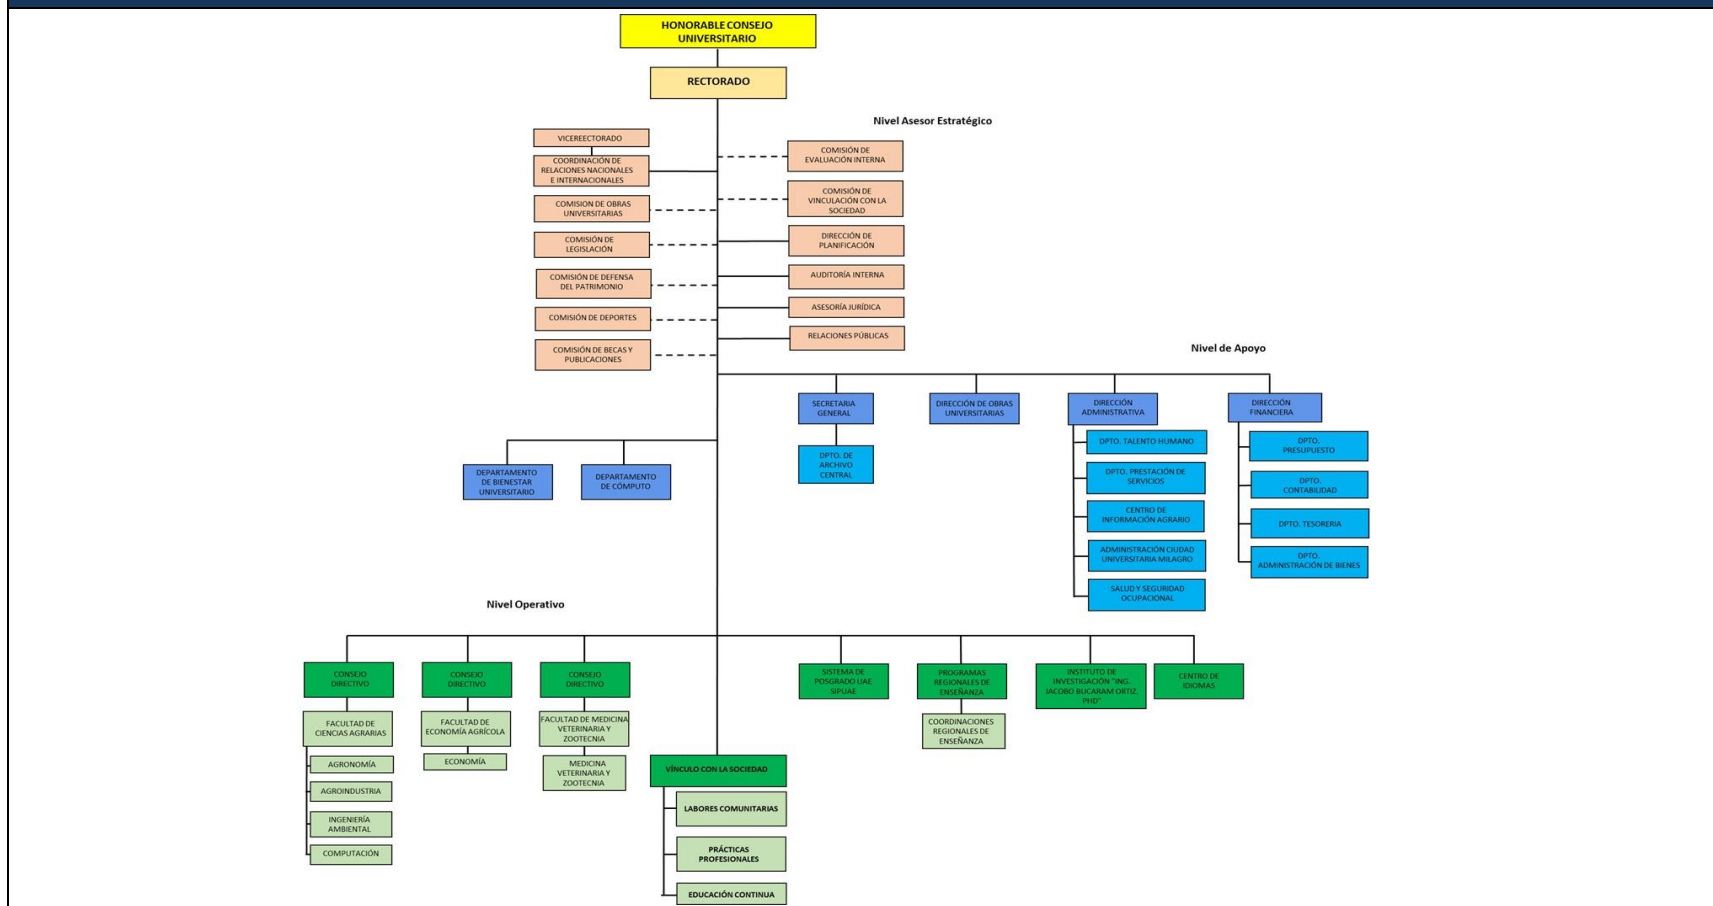 HONORABLE CONSEJO
UNIVERSITARIO
RECTORADO
Nivel Asesor Estratégico
VICEREECTORADO
COORDINACIÓN DE
RELACIONES NACIONALES
E INTERNACIONALES
COMISION DE OBRAS
UNIVERSITARIAS
COMISIÓN DE
LEGISLACIÓN
COMISIÓN DE DEFENSA
DEL PATRIMONIO
COMISIÓN DE DEPORTES
COMISIÓN DE BECAS Y
PUBLICACIONES
COMISIÓN DE
EVALUACIÓN INTERNA
COMISIÓN DE
VINCULACIÓN CON LA
SOCIEDAD
DIRECCIÓN DE
PLANIFICACIÓN
AUDITORÍA INTERNA
ASESORÍA JURÍDICA
RELACIONES PÚBLICAS
Nivel de Apoyo
SECRETARIA
GENERAL
DPTO. DE
ARCHIVO
CENTRAL
DIRECCIÓN DE OBRAS
UNIVERSITARIAS
DIRECCIÓN
ADMINISTRATIVA
DPTO. TALENTO HUMANO
DPTO. PRESTACIÓN DE
SERVICIOS
CENTRO DE
INFORMACIÓN AGRARIO
ADMINISTRACIÓN CIUDAD
UNIVERSITARIA MILAGRO
SALUD Y SEGURIDAD
OCUPACIONAL
DIRECCIÓN
FINANCIERA
DPTO.
PRESUPUESTO
DPTO.
CONTABILIDAD
DPTO. TESORERIA
DPTO.
ADMINISTRACIÓN DE BIENES
DEPARTAMENTO
DE BIENESTAR
UNIVERSITARIO
DEPARTAMENTO
DE CÓMPUTO
Nivel Operativo
CONSEJO
DIRECTIVO
FACULTAD DE
CIENCIAS AGRARIAS
AGRONOMÍA
AGROINDUSTRIA
INGENIERÍA
AMBIENTAL
COMPUTACIÓN
CONSEJO
DIRECTIVO
FACULTAD DE
ECONOMÍA AGRÍCOLA
ECONOMÍA
CONSEJO
DIRECTIVO
FACULTAD DE MEDICINA
VETERINARIA Y
ZOOTECNIA
MEDICINA
VETERINARIA Y
ZOOTECNIA
VÍNCULO CON LA SOCIEDAD
LABORES COMUNITARIAS
PRÁCTICAS
PROFESIONALES
EDUCACIÓN CONTINUA
SISTEMA DE
POSGRADO UAE
SIPUAE
PROGRAMAS
REGIONALES DE
ENSEÑANZA
COORDINACIONES
REGIONALES DE
ENSEÑANZA
INSTITUTO DE
INVESTIGACIÓN "ING.
JACOBO BUCARAM ORTIZ,
PHD"
CENTRO DE
IDIOMAS